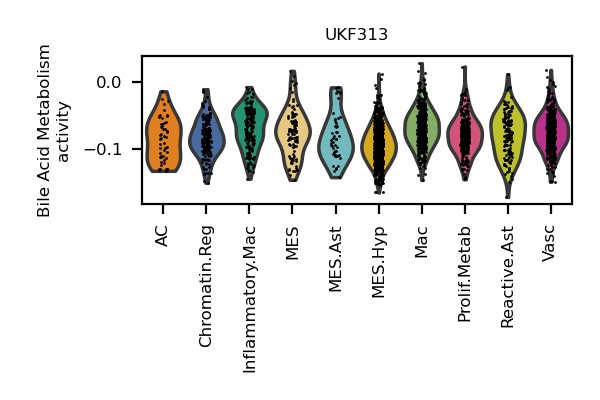 UKF313
Bile Acid Metabolism
activity
0.0
−0.1
AC
Chromatin.Reg
Inflammatory.Mac
MES
MES.Ast
MES.Hyp
Mac
Prolif.Metab
Reactive.Ast
Vasc